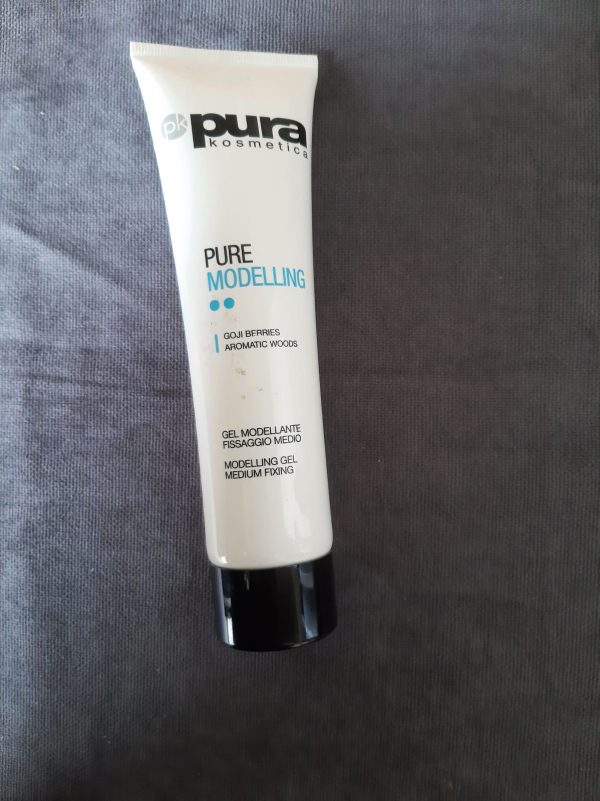 pk pura
kosmetica
PURE
MODELLING
GOJI BERRIES
AROMATIC WOODS
GEL MODELLANTE
FISSAGGIO MEDIO
MODELLING GEL
MEDIUM FIXING